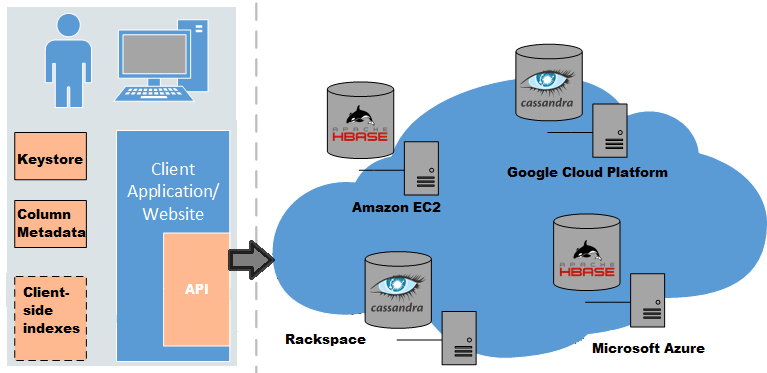 Keystore
Column
Metadata
Client-
side
indexes
Client
Application/
Website
API
APACHE
HBASE
Amazon EC2
cassandra
Google Cloud Platform
cassandra
Rackspace
APACHE
HBASE
Microsoft Azure